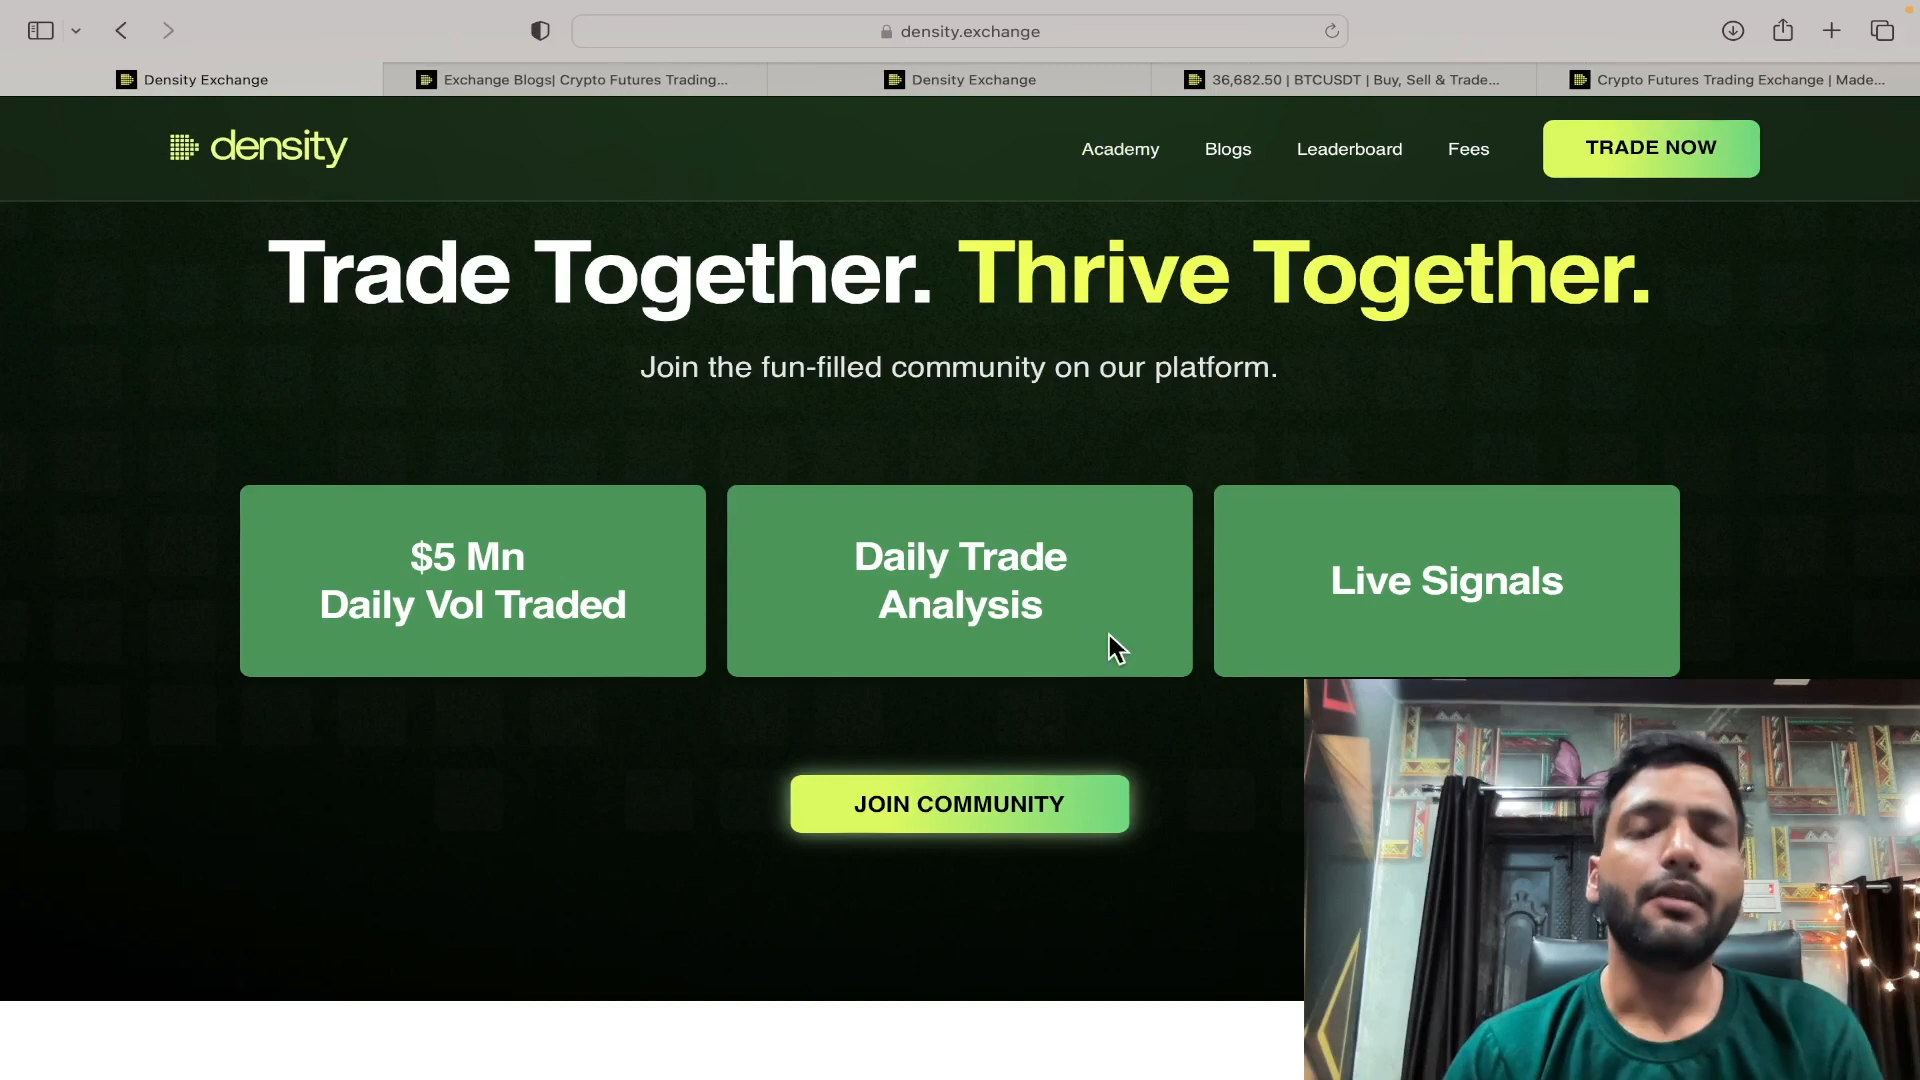 density.exchange
Density Exchange
Exchange Blogs| Crypto Futures Trading...
Density Exchange
36,682.50 | BTCUSDT | Buy, Sell & Trade...
Crypto Futures Trading Exchange | Made...
density
Academy
Blogs
Leaderboard
Fees
TRADE NOW
Trade Together. Thrive Together.
Join the fun-filled community on our platform.
$5 Mn
Daily Vol Traded
Daily Trade
Analysis
Live Signals
JOIN COMMUNITY